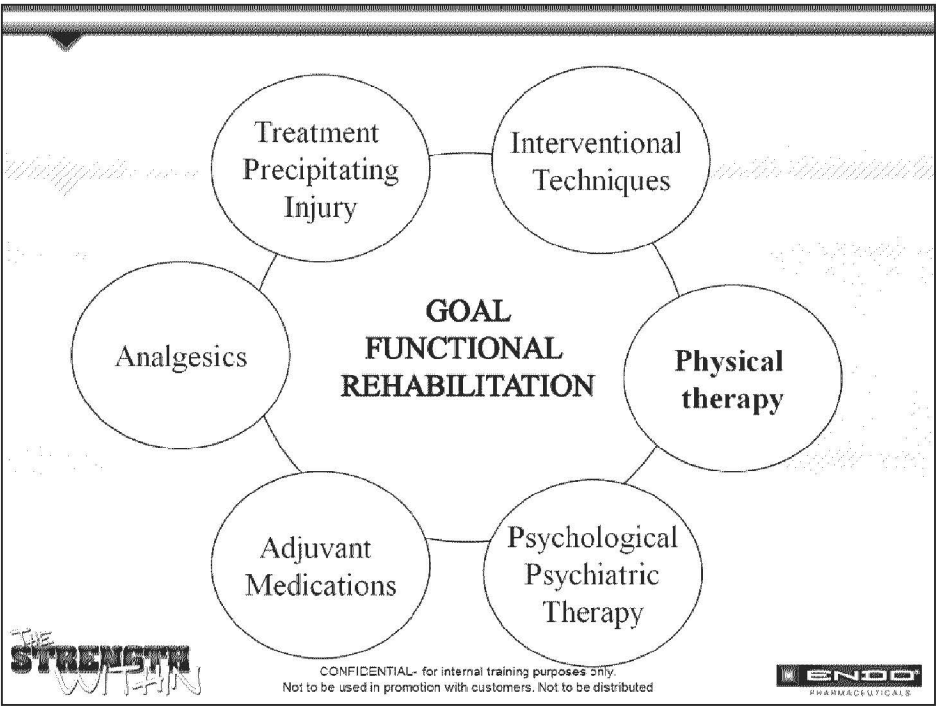 Treatment
Precipitating
Injury
Interventional
Techniques
Analgesics
GOAL
FUNCTIONAL
REHABILITATION
Physical
therapy
Adjuvant
Medications
Psychological
Psychiatric
Therapy
THE
STRENGTH
WITHIN
CONFIDENTIAL- for internal training purposes only.
Not to be used in promotion with customers. Not to be distributed
ENDO
PHARMACEUTICALS